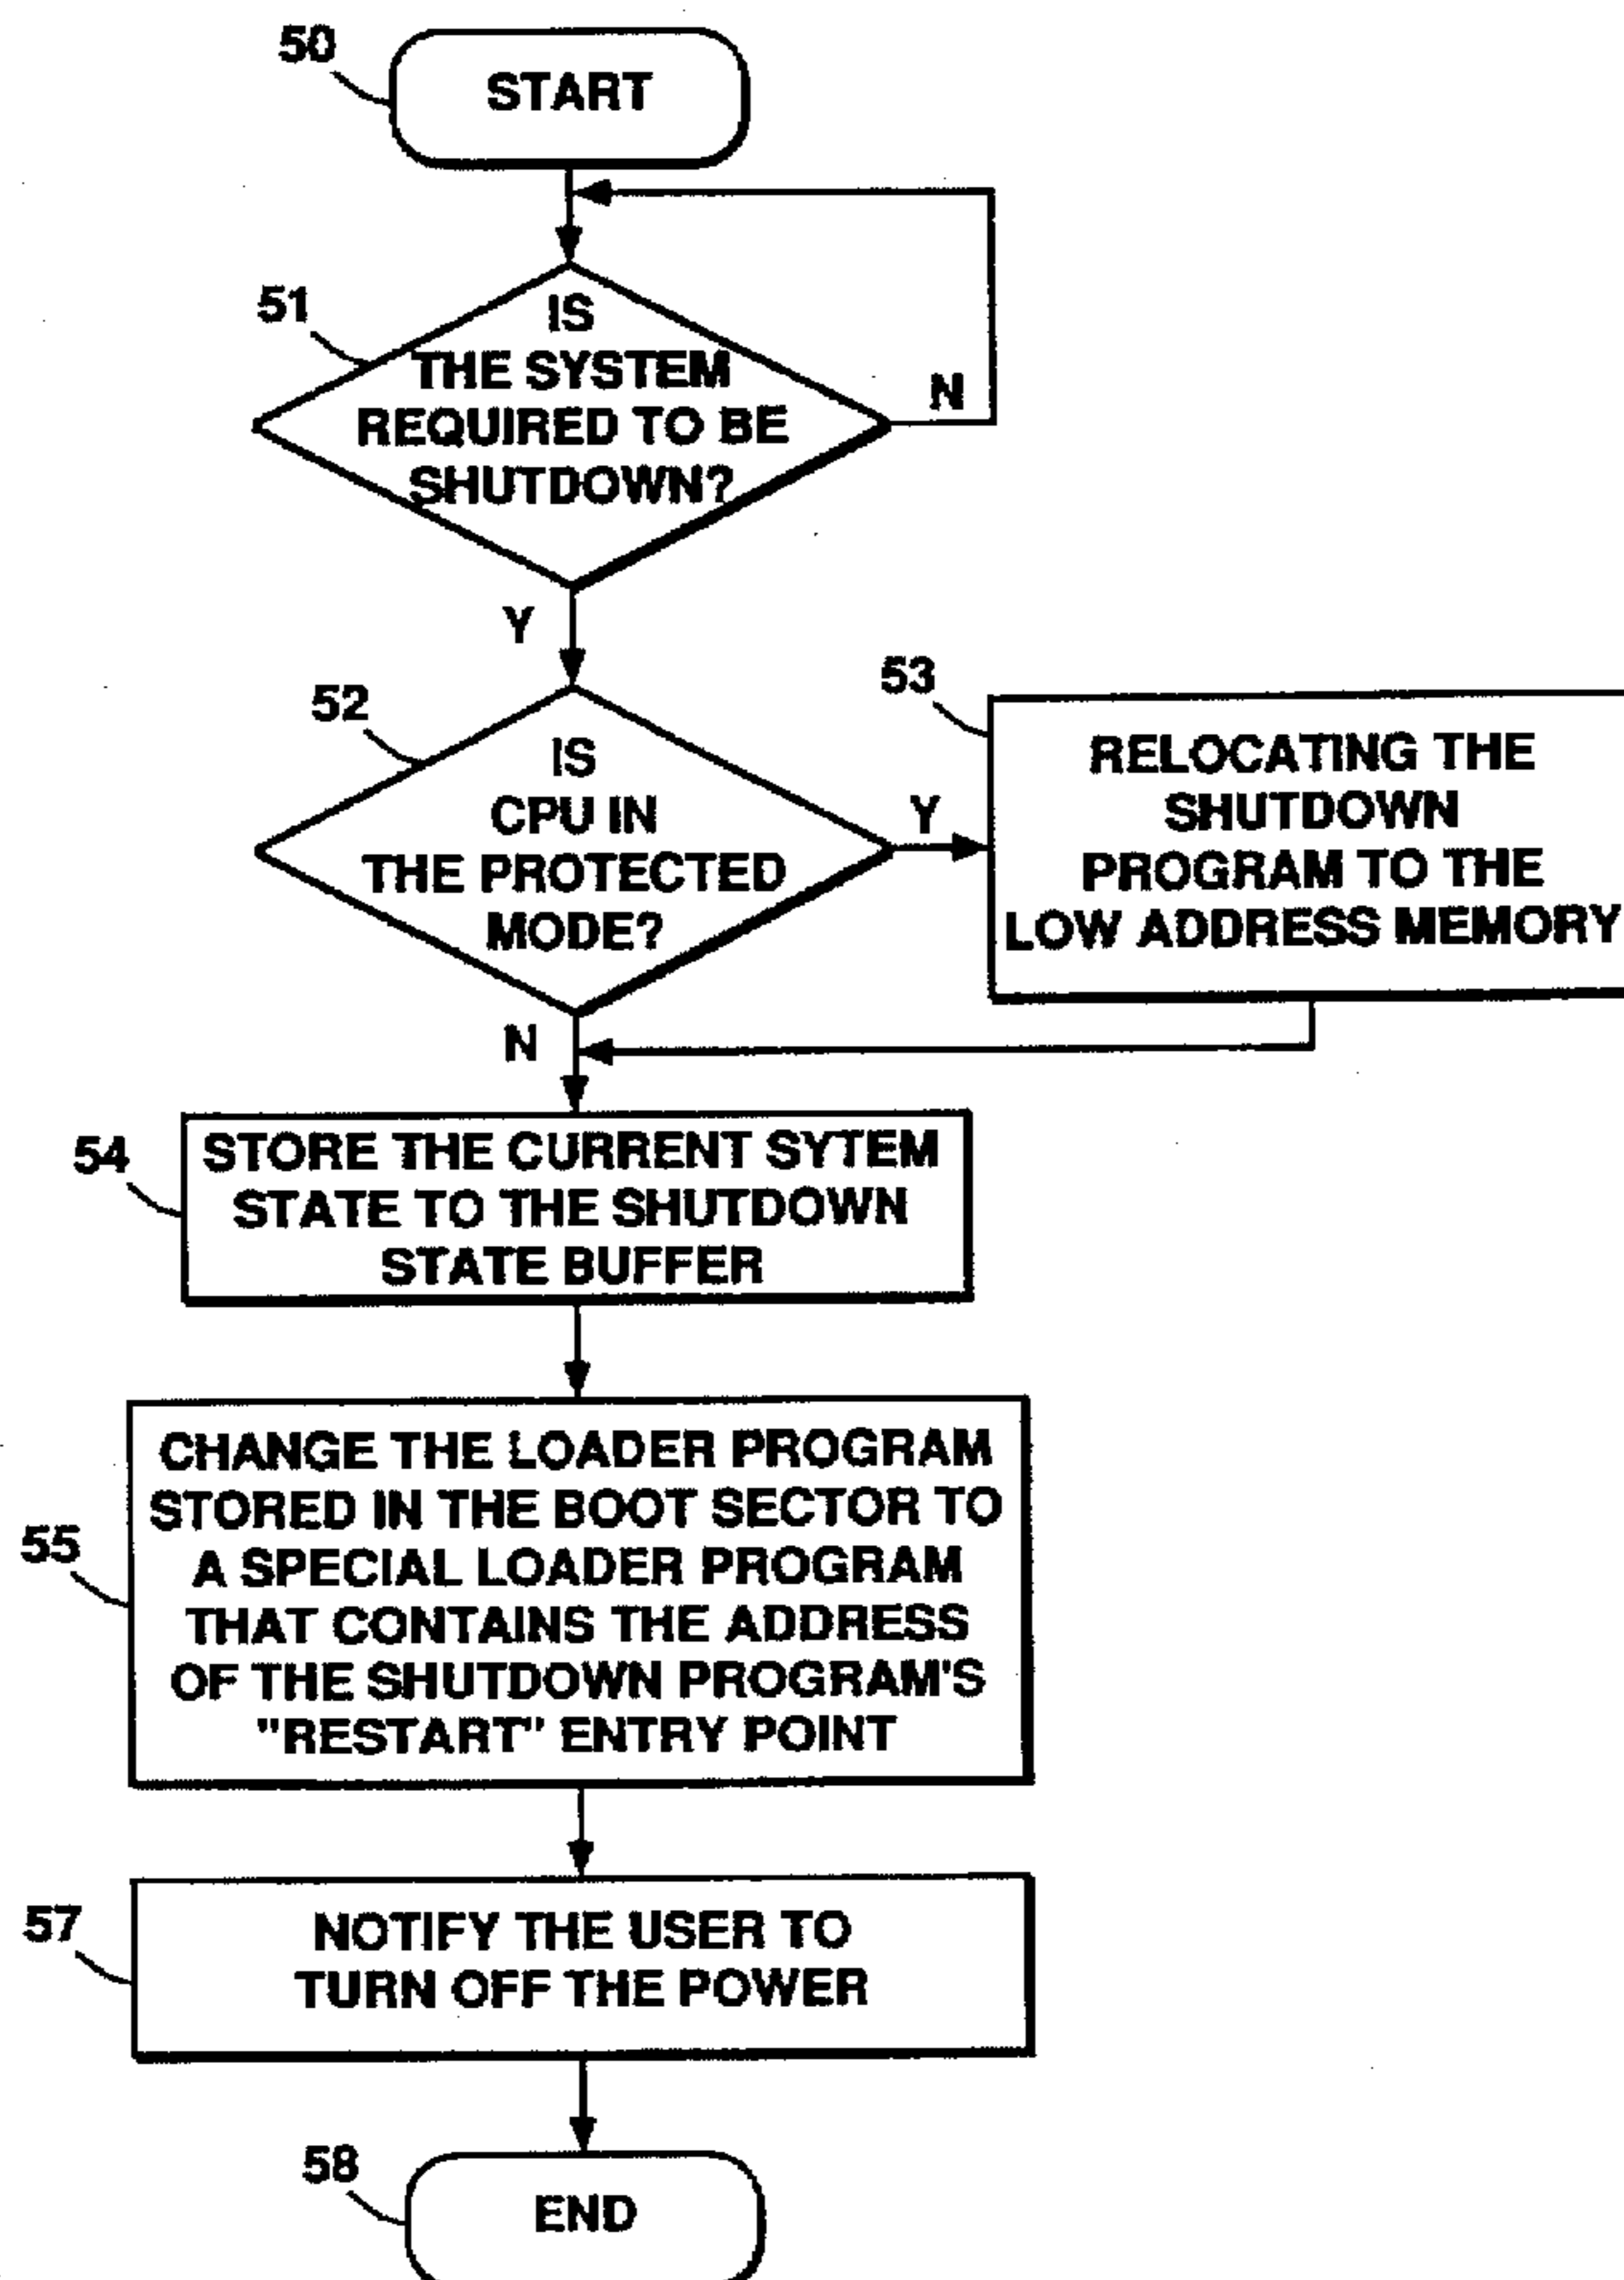 50
START
51
IS
THE SYSTEM
REQUIRED TO BE
SHUTDOWN?
N
Y
52
IS
CPU IN
THE PROTECTED
MODE?
Y
53
RELOCATING THE
SHUTDOWN
PROGRAM TO THE
LOW ADDRESS MEMORY
N
54
STORE THE CURRENT SYTEM
STATE TO THE SHUTDOWN
STATE BUFFER
55
CHANGE THE LOADER PROGRAM
STORED IN THE BOOT SECTOR TO
A SPECIAL LOADER PROGRAM
THAT CONTAINS THE ADDRESS
OF THE SHUTDOWN PROGRAM'S
"RESTART" ENTRY POINT
57
NOTIFY THE USER TO
TURN OFF THE POWER
58
END